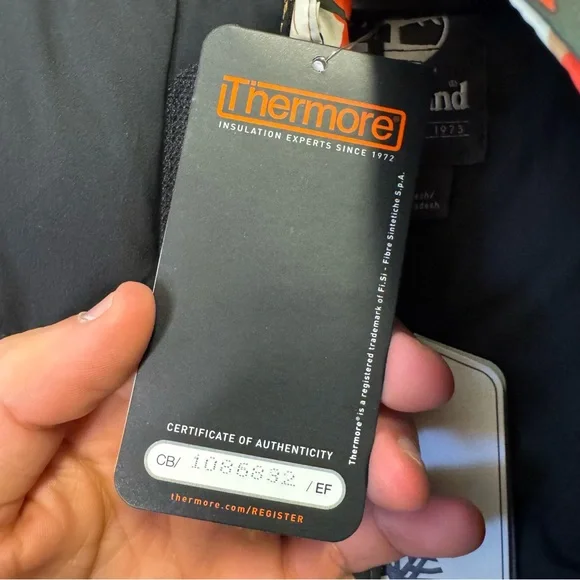 Thermore®
INSULATION EXPERTS SINCE 1972
Thermore® is a registered trademark of Fi.Si - Fibre Sintetiche S.p.A.
CERTIFICATE OF AUTHENTICITY
CB/ 1086832 /EF
thermore.com/REGISTER
nd
®
1973